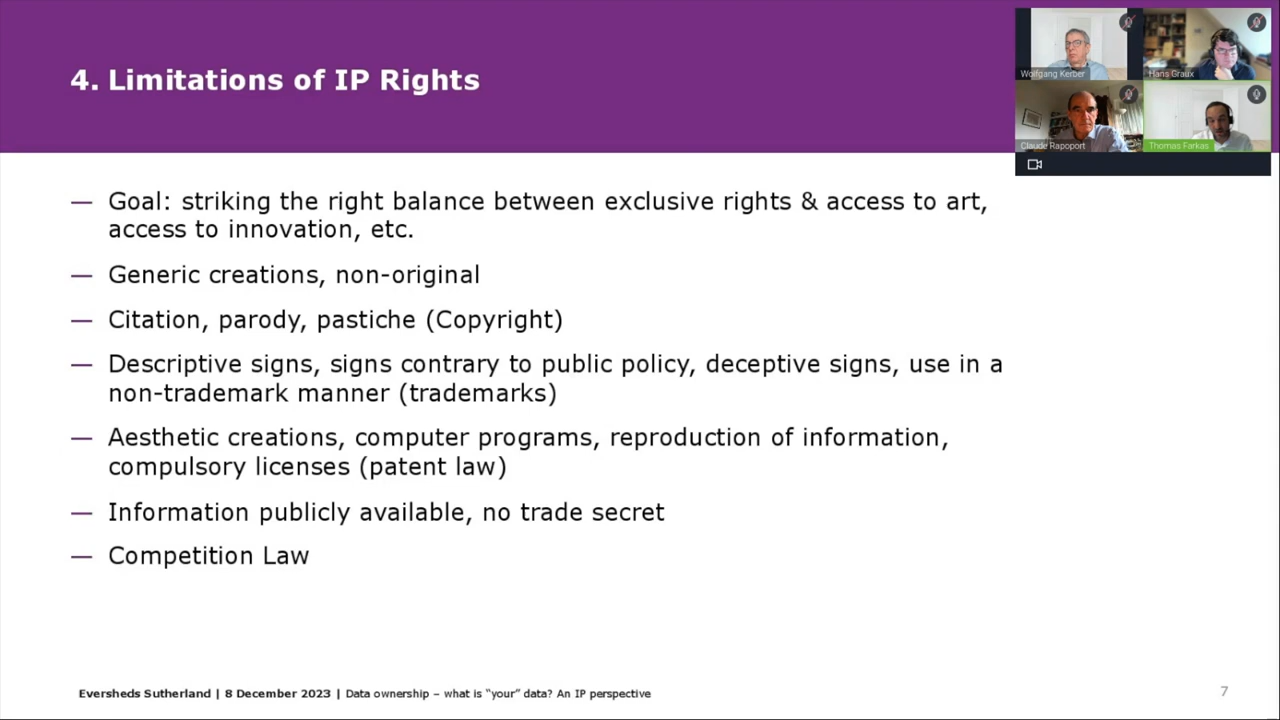 4. Limitations of IP Rights
Wolfgang Kerber
Hans Graux
Claude Rapoport
Thomas Farkas
— Goal: striking the right balance between exclusive rights & access to art,
access to innovation, etc.
— Generic creations, non-original
— Citation, parody, pastiche (Copyright)
— Descriptive signs, signs contrary to public policy, deceptive signs, use in a
non-trademark manner (trademarks)
— Aesthetic creations, computer programs, reproduction of information,
compulsory licenses (patent law)
— Information publicly available, no trade secret
— Competition Law
Eversheds Sutherland | 8 December 2023 | Data ownership – what is “your” data? An IP perspective
7